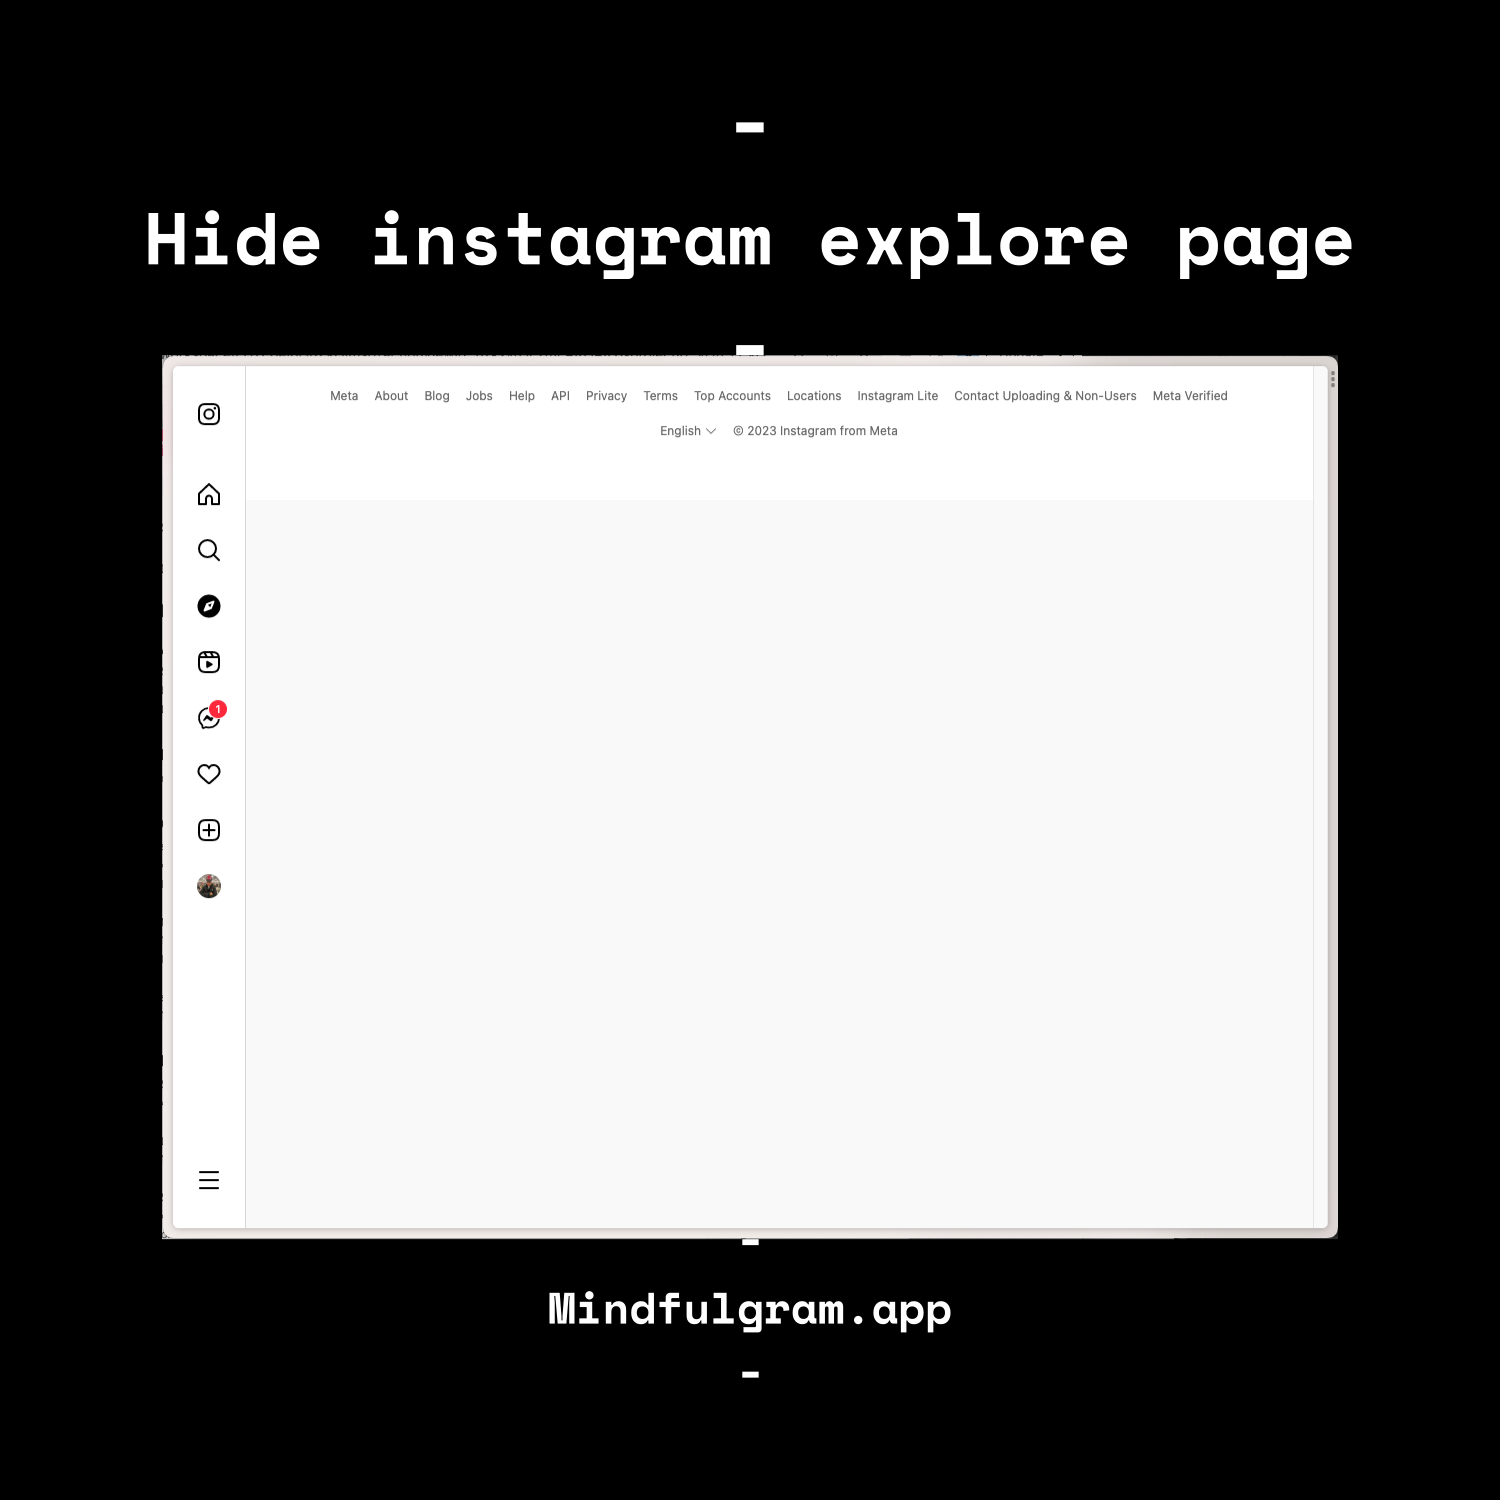 -
Hide instagram explore page
-
Meta About Blog Jobs Help API Privacy Terms Top Accounts Locations Instagram Lite Contact Uploading & Non-Users Meta Verified
English © 2023 Instagram from Meta
1
-
Mindfulgram.app
-